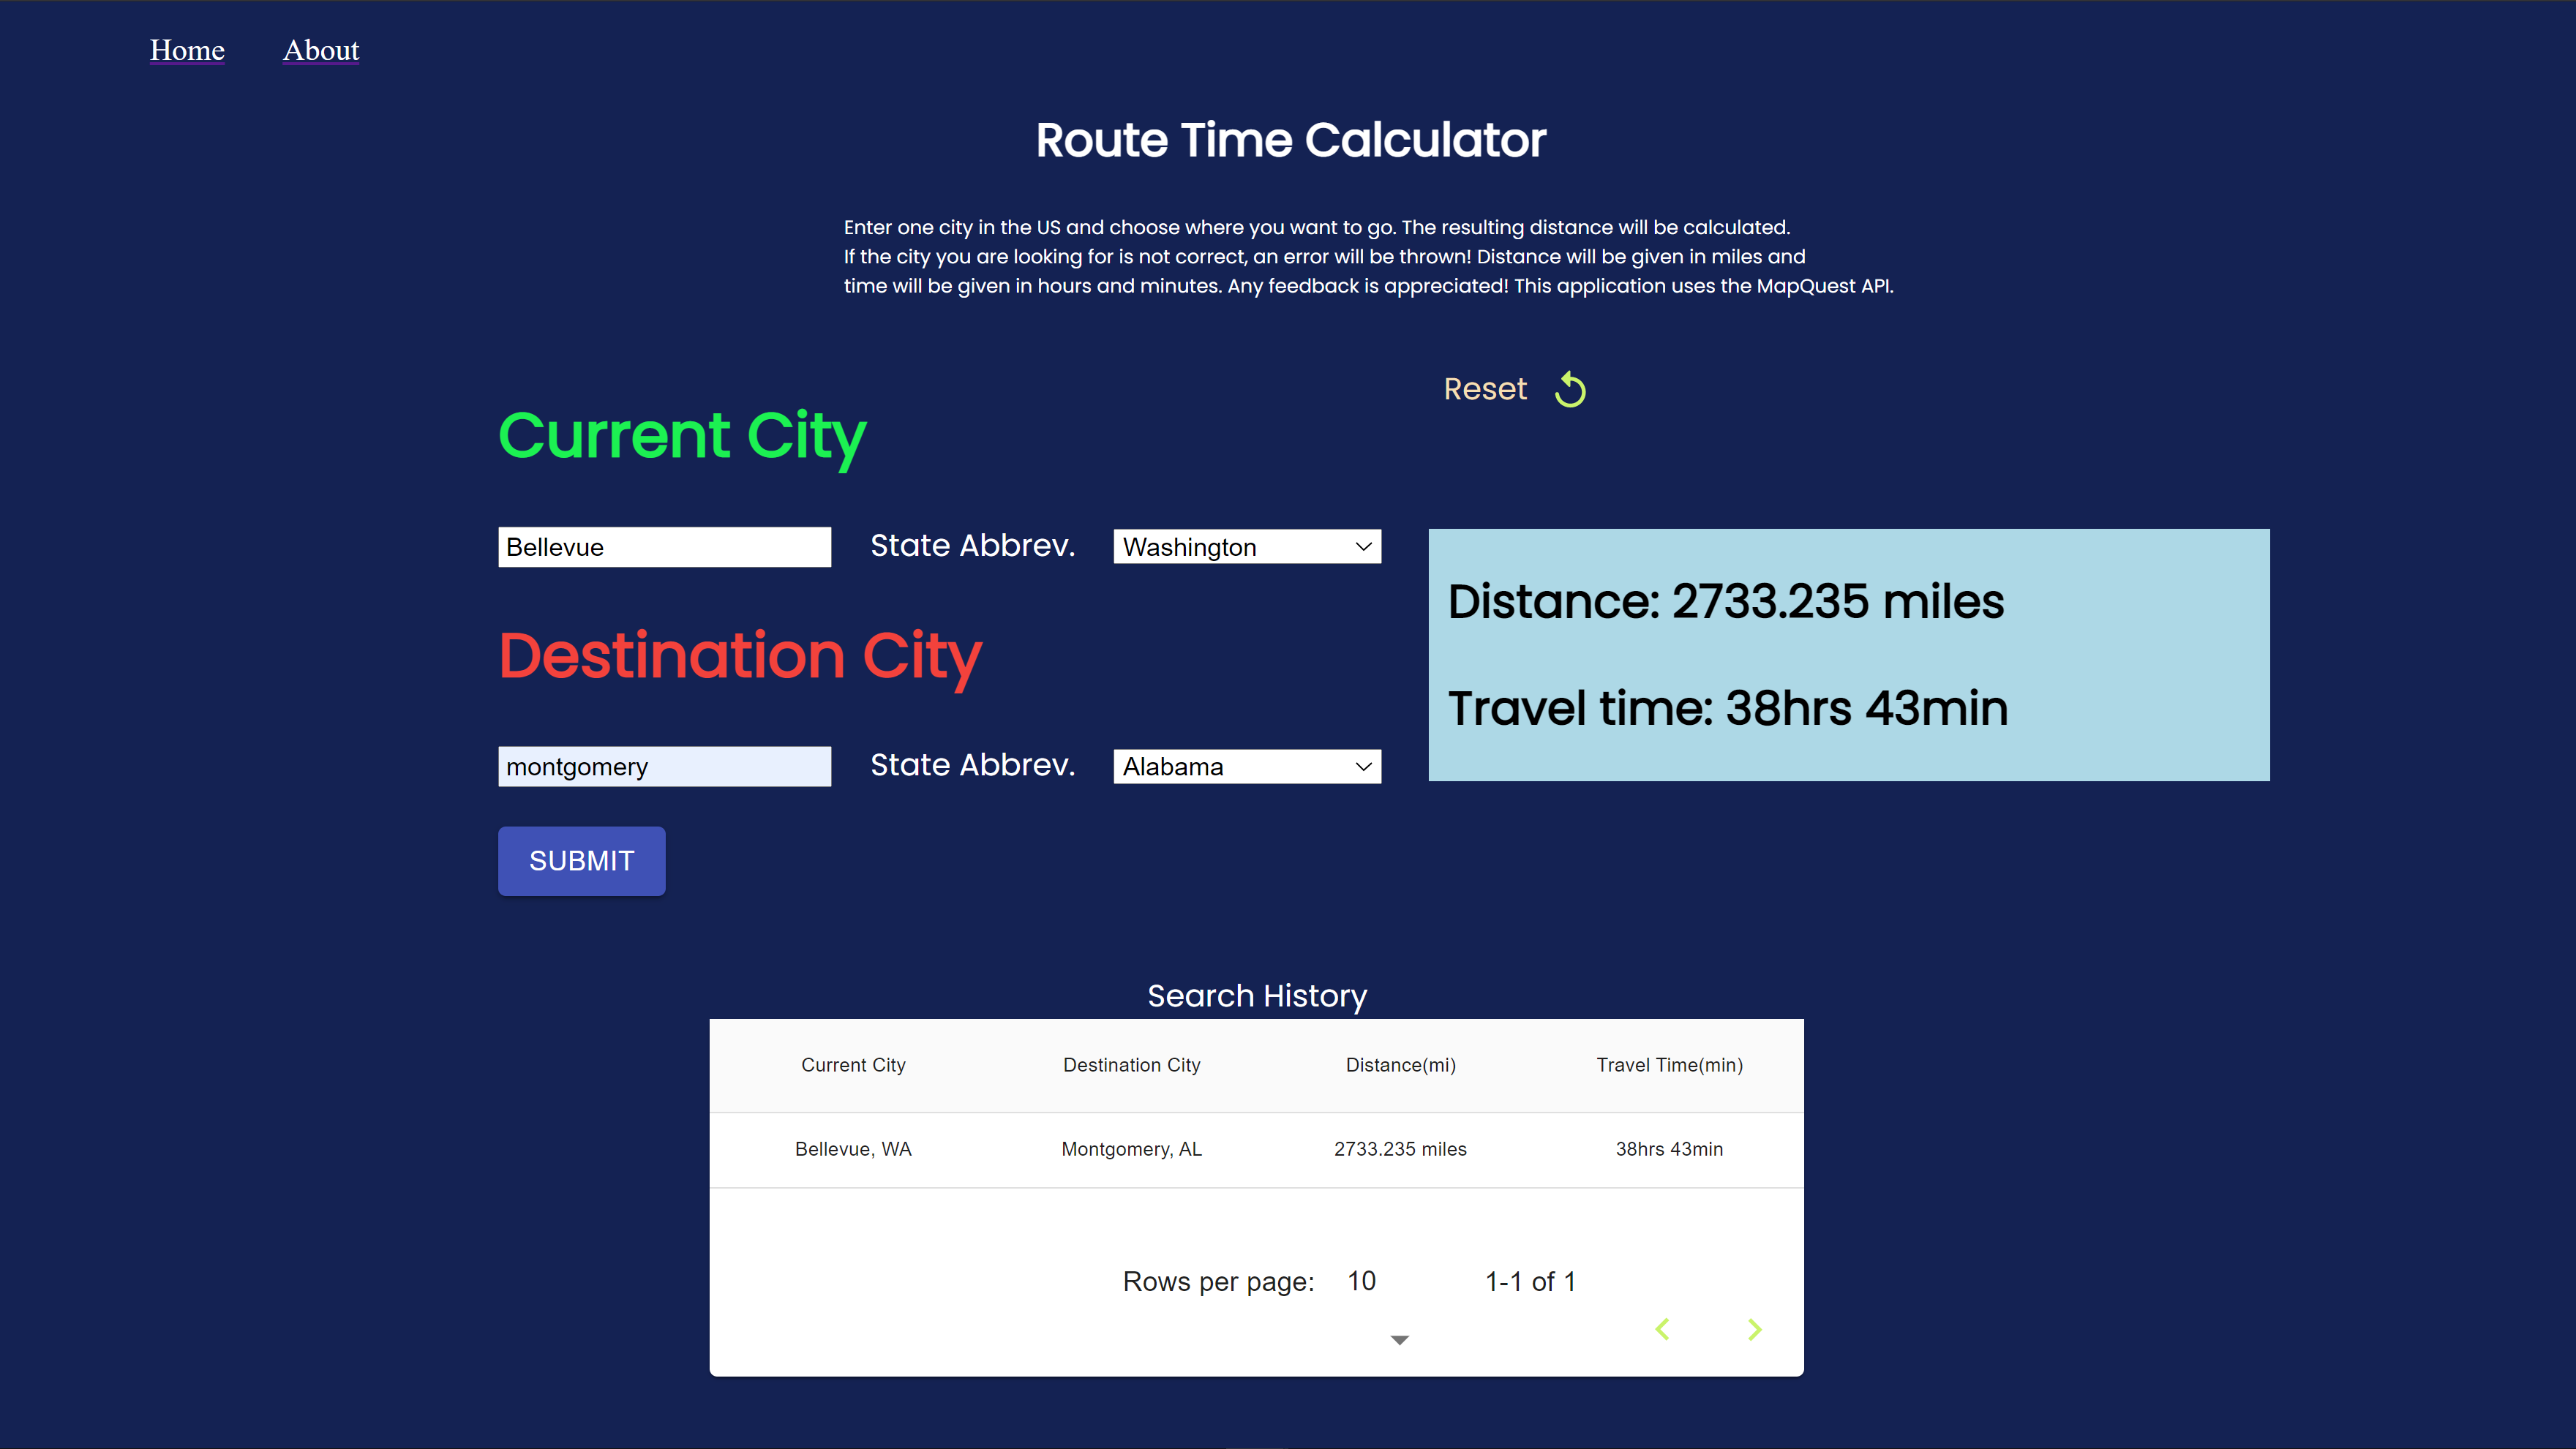 Home About
Route Time Calculator
Enter one city in the US and choose where you want to go. The resulting distance will be calculated.
If the city you are looking for is not correct, an error will be thrown! Distance will be given in miles and
time will be given in hours and minutes. Any feedback is appreciated! This application uses the MapQuest API.
Reset
Current City
Bellevue State Abbrev. Washington
Distance: 2733.235 miles
Destination City
Travel time: 38hrs 43min
montgomery State Abbrev. Alabama
SUBMIT
Search History
Current City Destination City Distance(mi) Travel Time(min)
Bellevue, WA Montgomery, AL 2733.235 miles 38hrs 43min
Rows per page: 10 1-1 of 1